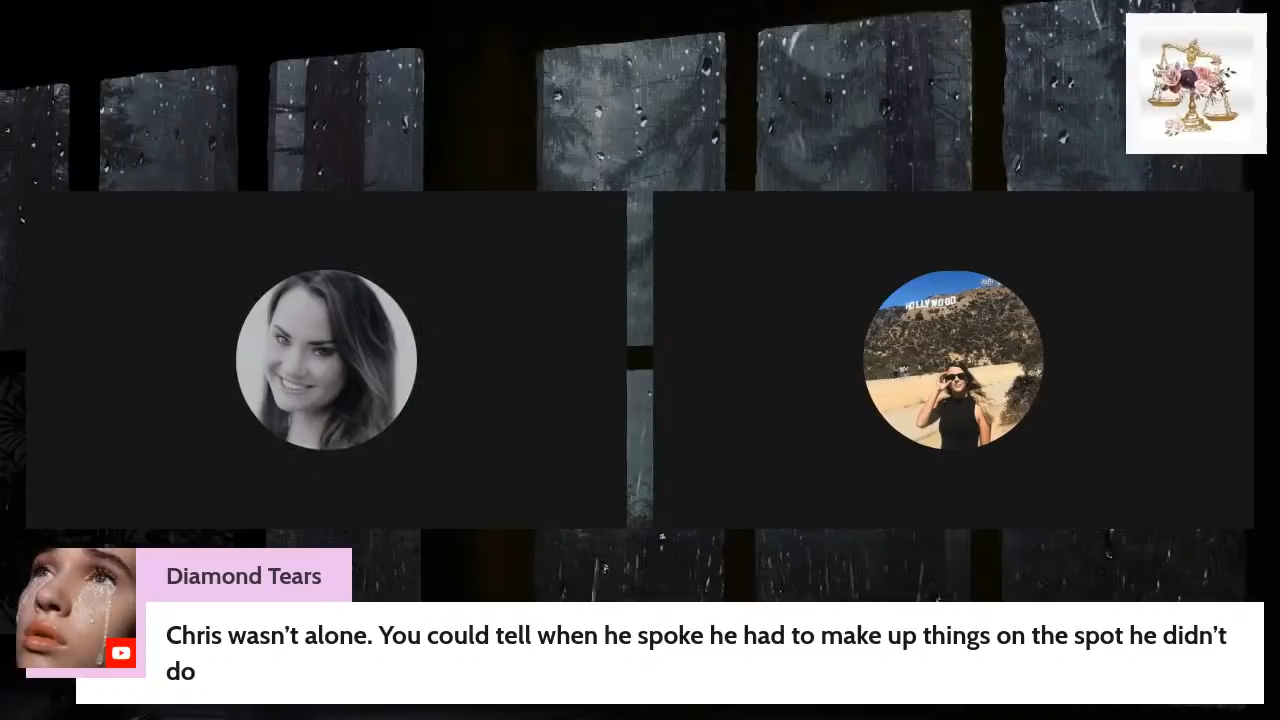 HOLLYWOOD
Diamond Tears
Chris wasn’t alone. You could tell when he spoke he had to make up things on the spot he didn’t
do